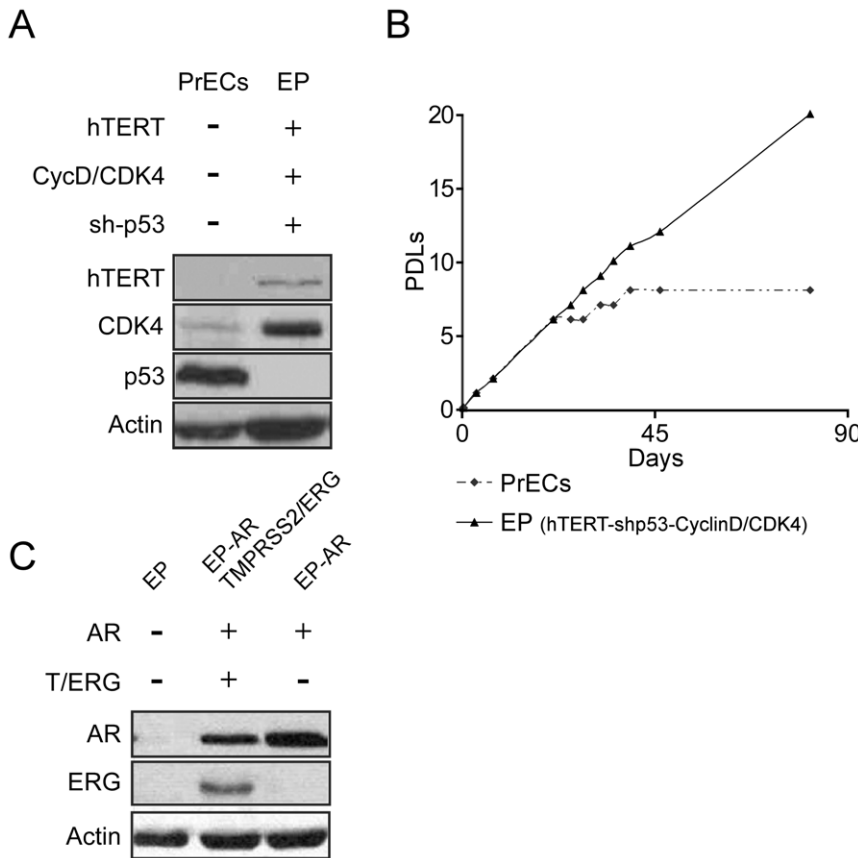 A
PrECs EP
hTERT - +
CycD/CDK4 - +
sh-p53 - +
hTERT
CDK4
p53
Actin
B
20
15
10
5
0
PDLs
0 45 90
Days
PrECs
EP (hTERT-shp53-CyclinD/CDK4)
C
EP
EP-AR
TMPRSS2/ERG
EP-AR
AR - + +
T/ERG - + -
AR
ERG
Actin